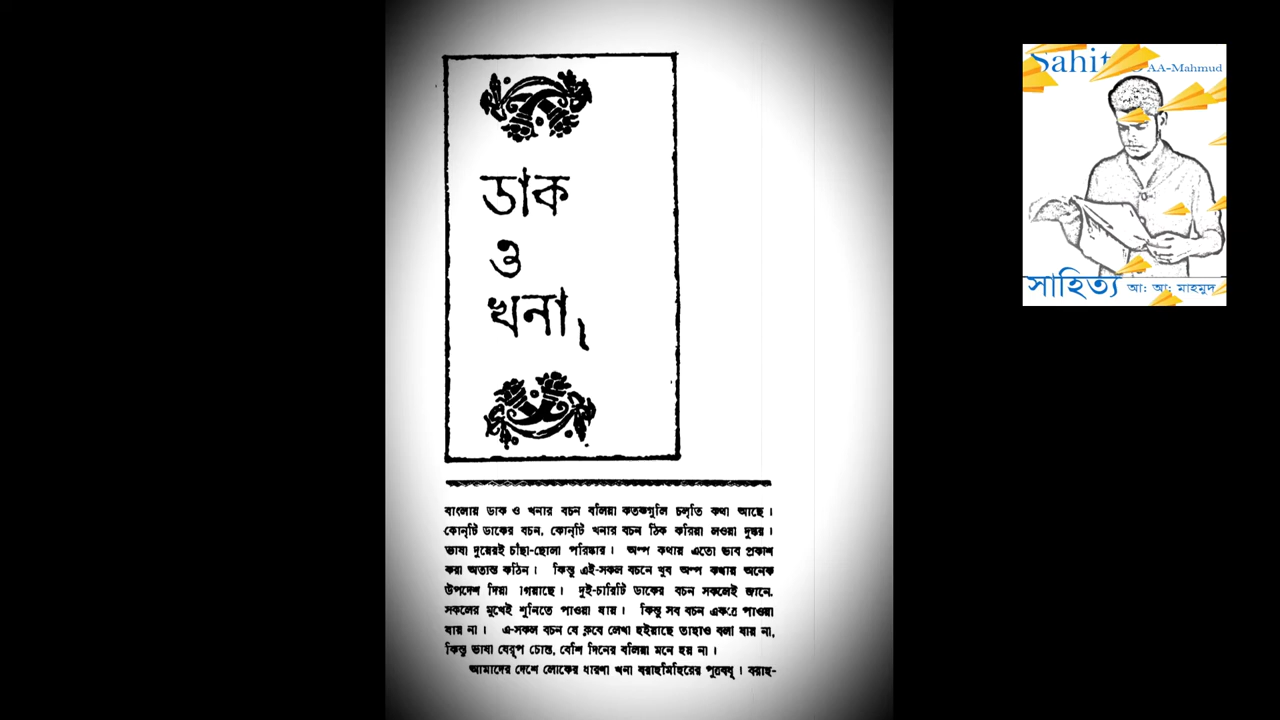 ডাক
ও
খনা
বাংলায় ডাক ও খনার বচন বলিয়া কতকগুলি চল্‌তি কথা আছে।
কোন্‌টি ডাকের বচন, কোন্‌টি খনার বচন ঠিক করিয়া লওয়া দুষ্কর।
ভাষা দুয়েরই চাঁছা-ছোলা পরিষ্কার। অল্প কথায় এতো ভাব প্রকাশ
করা অত্যন্ত কঠিন। কিন্তু এই-সকল বচনে খুব অল্প কথায় অনেক
উপদেশ দিয়া গিয়াছে। দুই-চারিটি ডাকের বচন সকলেই জানে,
সকলের মুখেই শুনিতে পাওয়া যায়। কিন্তু সব বচন একত্রে পাওয়া
যায় না। এ-সকল বচন যে কবে লেখা হইয়াছে তাহাও বলা যায় না,
কিন্তু ভাষা যেরূপ চোস্ত, বেশি দিনের বলিয়া মনে হয় না।
আমাদের দেশে লোকের ধারণা খনা বরাহমিহিরের পুত্রবধূ। বরাহ-
AA-Mahmud
সাহিত্য আ: আ: মাহমুদ